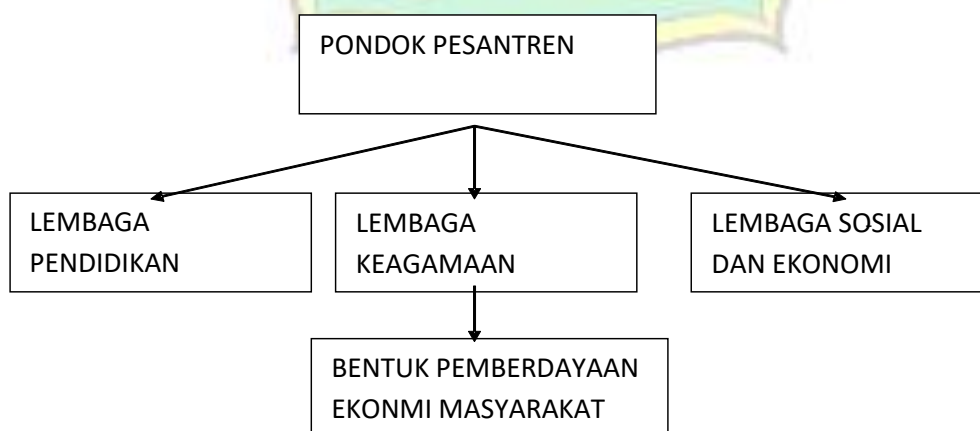 PONDOK PESANTREN
LEMBAGA
PENDIDIKAN
LEMBAGA
KEAGAMAAN
LEMBAGA SOSIAL
DAN EKONOMI
BENTUK PEMBERDAYAAN
EKONMI MASYARAKAT